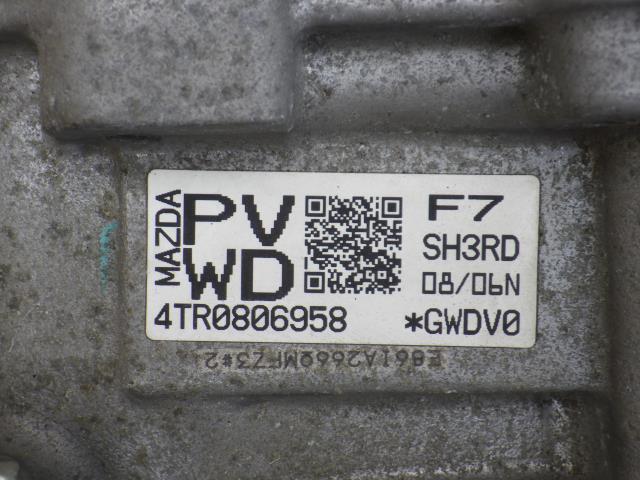 MAZDA
PV F7
WD SH3RD
08/06N
4TR0806958 *GWDV0